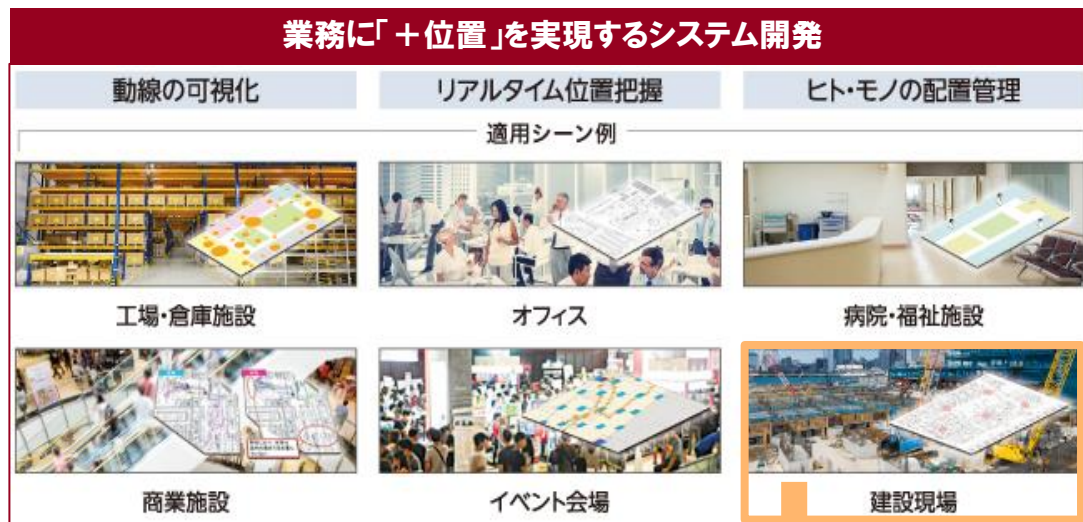 業務に「+位置」を実現するシステム開発
動線の可視化
リアルタイム位置把握
ヒト・モノの配置管理
適用シーン例
工場・倉庫施設
オフィス
病院・福祉施設
商業施設
イベント会場
建設現場